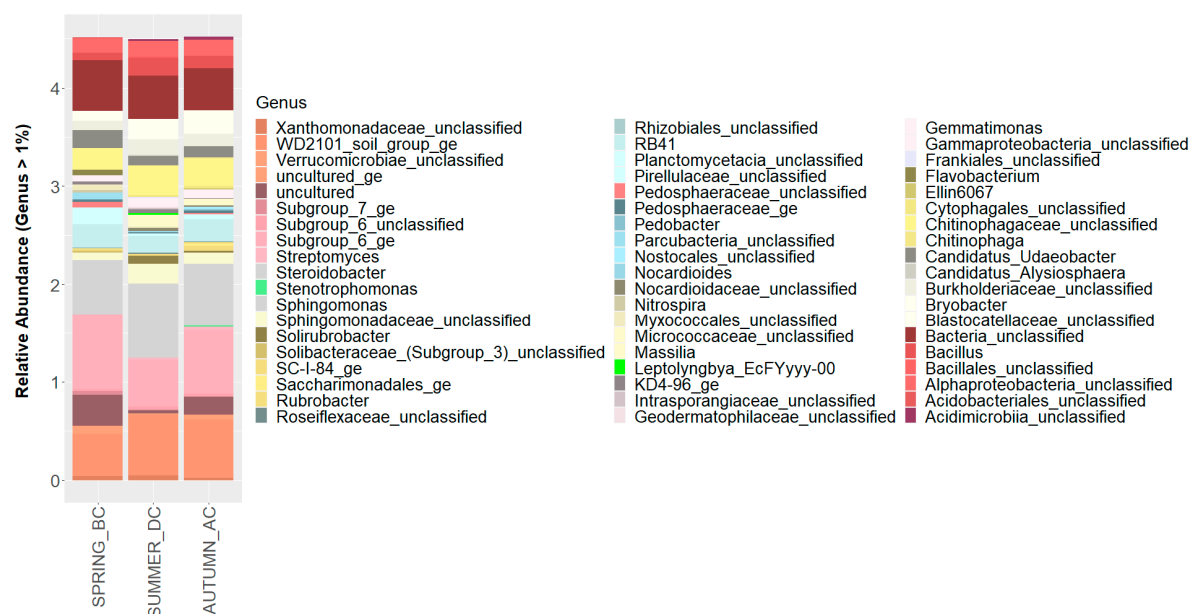 Relative Abundance (Genus > 1%)
4
3
2
1
0
SPRING_BC
SUMMER_DC
AUTUMN_AC
Genus
Xanthomonadaceae_unclassified
WD2101_soil_group_ge
Verrucomicrobiae_unclassified
uncultured_ge
uncultured
Subgroup_7_ge
Subgroup_6_unclassified
Subgroup_6_ge
Streptomyces
Steroidobacter
Stenotrophomonas
Sphingomonas
Sphingomonadaceae_unclassified
Solirubrobacter
Solibacteraceae_(Subgroup_3)_unclassified
SC-I-84_ge
Saccharimonadales_ge
Rubrobacter
Roseiflexaceae_unclassified
Rhizobiales_unclassified
RB41
Planctomycetacia_unclassified
Pirellulaceae_unclassified
Pedosphaeraceae_unclassified
Pedosphaeraceae_ge
Pedobacter
Parcubacteria_unclassified
Nostocales_unclassified
Nocardioides
Nocardioidaceae_unclassified
Nitrospira
Myxococcales_unclassified
Micrococcaceae_unclassified
Massilia
Leptolyngbya_EcFYyyy-00
KD4-96_ge
Intrasporangiaceae_unclassified
Geodermatophilaceae_unclassified
Gemmatimonas
Gammaproteobacteria_unclassified
Frankiales_unclassified
Flavobacterium
Ellin6067
Cytophagales_unclassified
Chitinophagaceae_unclassified
Chitinophaga
Candidatus_Udaeobacter
Candidatus_Alysiosphaera
Burkholderiaceae_unclassified
Bryobacter
Blastocatellaceae_unclassified
Bacteria_unclassified
Bacillus
Bacillales_unclassified
Alphaproteobacteria_unclassified
Acidobacteriales_unclassified
Acidimicrobiia_unclassified